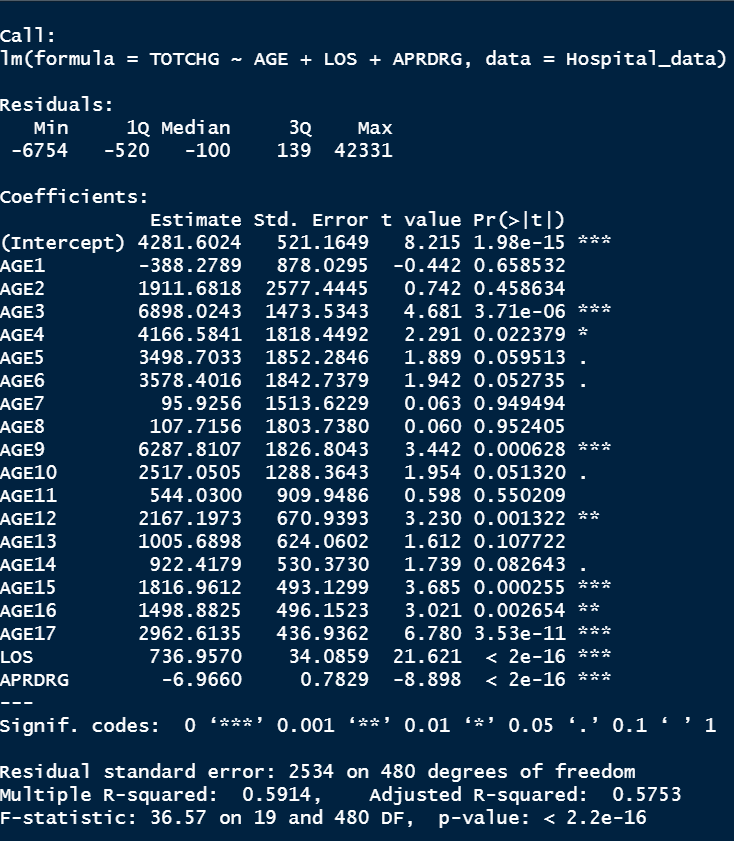 Call:
lm(formula = TOTCHG ~ AGE + LOS + APRDRG, data = Hospital_data)
Residuals:
   Min     1Q Median     3Q    Max
 -6754   -520   -100    139  42331
Coefficients:
             Estimate Std. Error t value Pr(>|t|)
(Intercept) 4281.6024   521.1649   8.215 1.98e-15 ***
AGE1        -388.2789   878.0295  -0.442 0.658532
AGE2        1911.6818  2577.4445   0.742 0.458634
AGE3        6898.0243  1473.5343   4.681 3.71e-06 ***
AGE4        4166.5841  1818.4492   2.291 0.022379 *
AGE5        3498.7033  1852.2846   1.889 0.059513 .
AGE6        3578.4016  1842.7379   1.942 0.052735 .
AGE7          95.9256  1513.6229   0.063 0.949494
AGE8         107.7156  1803.7380   0.060 0.952405
AGE9        6287.8107  1826.8043   3.442 0.000628 ***
AGE10       2517.0505  1288.3643   1.954 0.051320 .
AGE11        544.0300   909.9486   0.598 0.550209
AGE12       2167.1973   670.9393   3.230 0.001322 **
AGE13       1005.6898   624.0602   1.612 0.107722
AGE14        922.4179   530.3730   1.739 0.082643 .
AGE15       1816.9612   493.1299   3.685 0.000255 ***
AGE16       1498.8825   496.1523   3.021 0.002654 **
AGE17       2962.6135   436.9362   6.780 3.53e-11 ***
LOS          736.9570    34.0859  21.621  < 2e-16 ***
APRDRG        -6.9660     0.7829  -8.898  < 2e-16 ***
---
Signif. codes:  0 ‘***’ 0.001 ‘**’ 0.01 ‘*’ 0.05 ‘.’ 0.1 ‘ ’ 1
Residual standard error: 2534 on 480 degrees of freedom
Multiple R-squared:  0.5914,    Adjusted R-squared:  0.5753
F-statistic: 36.57 on 19 and 480 DF,  p-value: < 2.2e-16